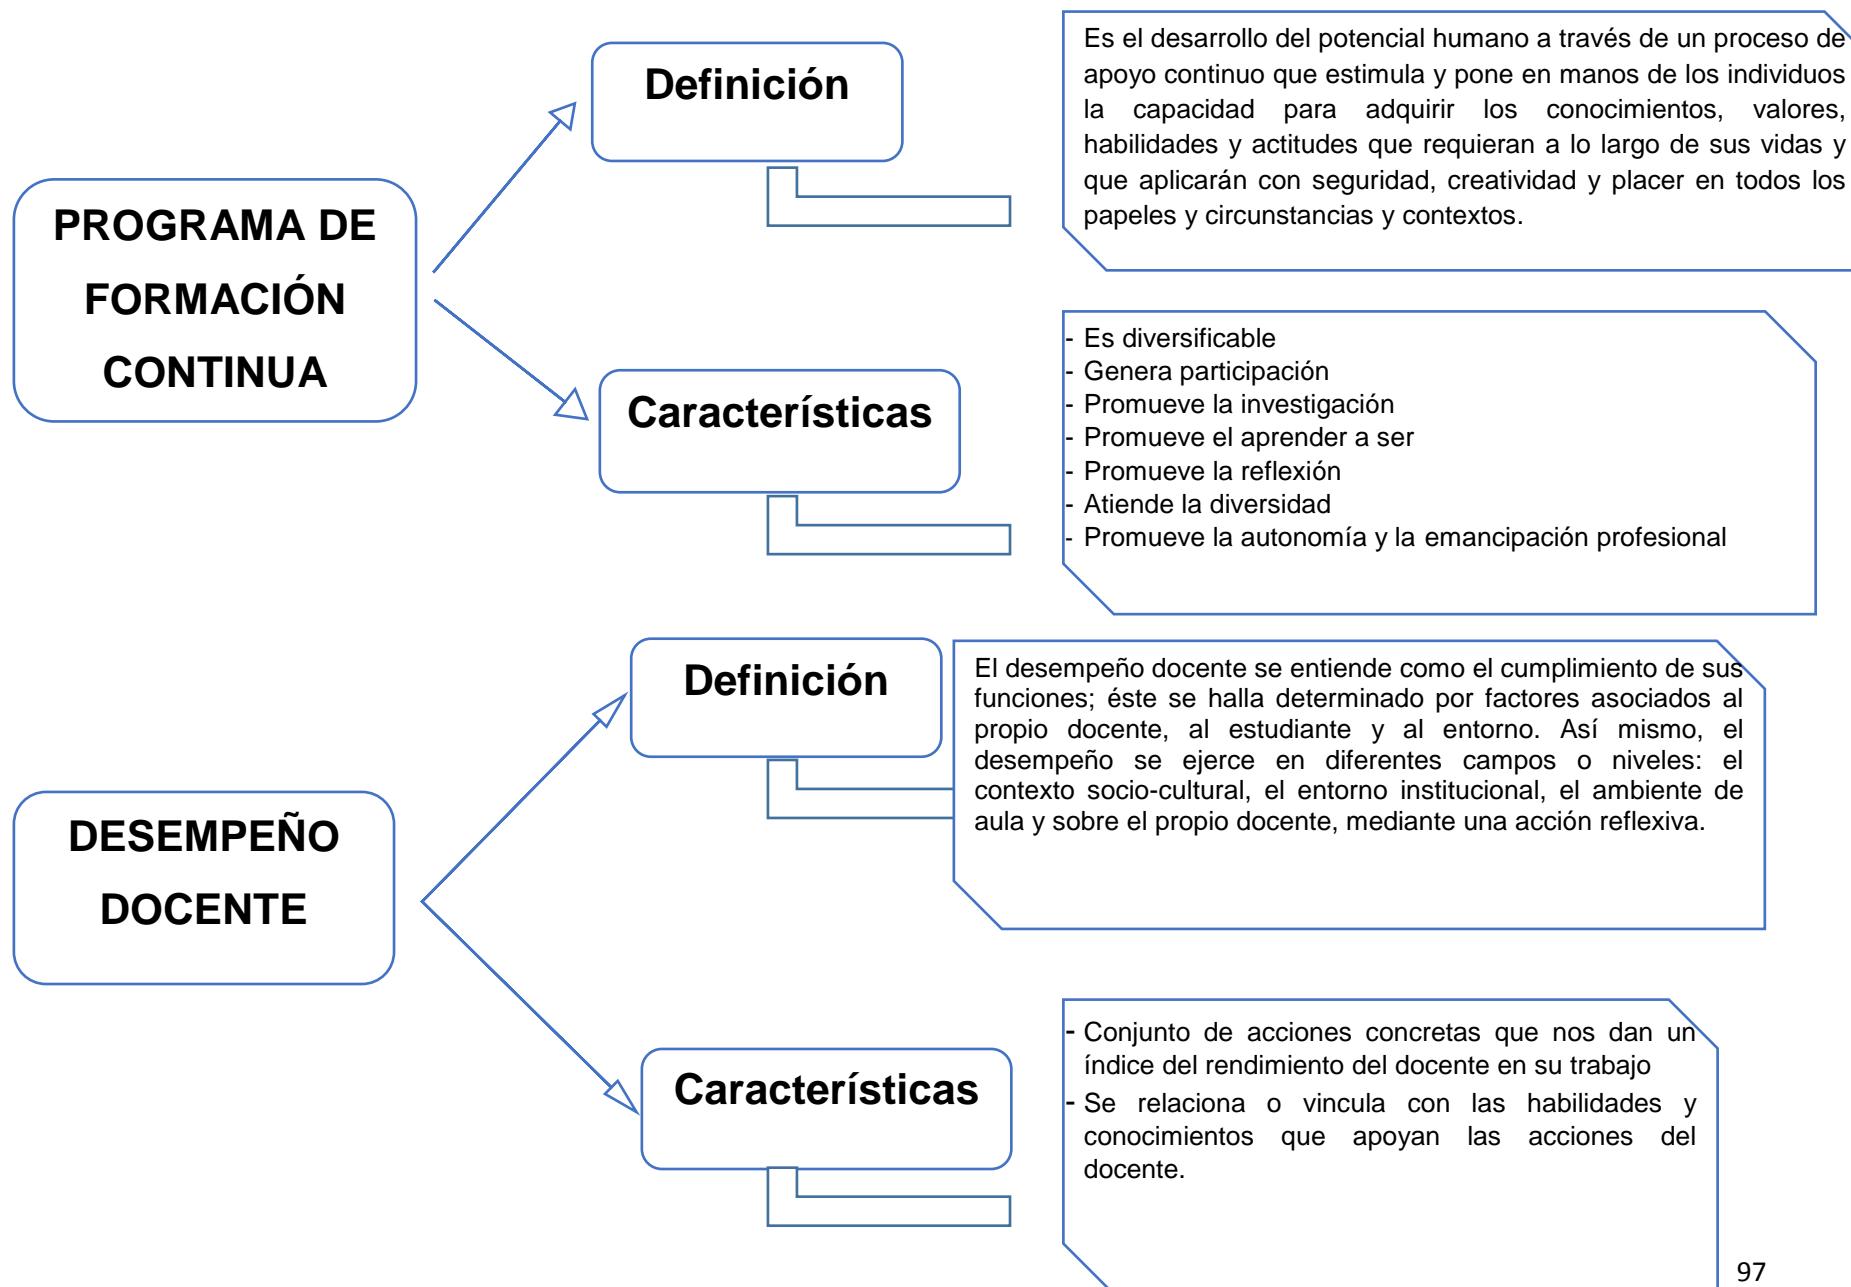 PROGRAMA DE
FORMACIÓN
CONTINUA
Definición
Es el desarrollo del potencial humano a través de un proceso de
apoyo continuo que estimula y pone en manos de los individuos
la capacidad para adquirir los conocimientos, valores,
habilidades y actitudes que requieran a lo largo de sus vidas y
que aplicarán con seguridad, creatividad y placer en todos los
papeles y circunstancias y contextos.
Características
- Es diversificable
- Genera participación
- Promueve la investigación
- Promueve el aprender a ser
- Promueve la reflexión
- Atiende la diversidad
- Promueve la autonomía y la emancipación profesional
DESEMPEÑO
DOCENTE
Definición
El desempeño docente se entiende como el cumplimiento de sus
funciones; éste se halla determinado por factores asociados al
propio docente, al estudiante y al entorno. Así mismo, el
desempeño se ejerce en diferentes campos o niveles: el
contexto socio-cultural, el entorno institucional, el ambiente de
aula y sobre el propio docente, mediante una acción reflexiva.
Características
- Conjunto de acciones concretas que nos dan un
índice del rendimiento del docente en su trabajo
- Se relaciona o vincula con las habilidades y
conocimientos que apoyan las acciones del
docente.
97